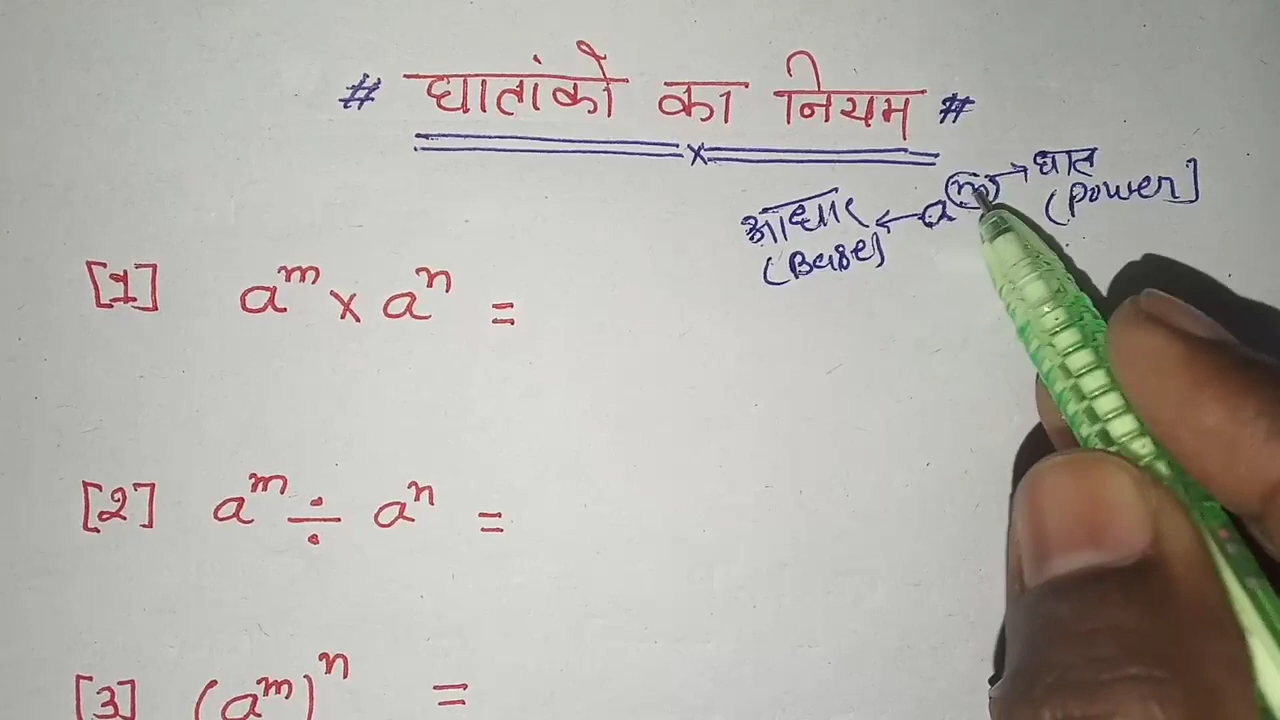 # घातांको का नियम #
आधार ← a^m → घात
(Base) (Power]
[1] a^m × a^n =
[2] a^m ÷ a^n =
[3] (a^m)^n =